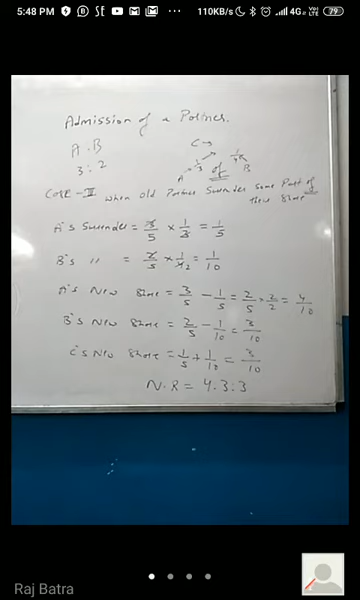 5:48 PM 110KB/s 4G VoLTE 79
Admission of a Partner.
A . B
3 : 2
C →
A → 1/3 of 1/2 B
Case - III when old Partner Surrender Some Part of
their Share
A's Surrender = 3/5 × 1/3 = 1/5
B's " = 2/5 × 1/2 = 1/10
A's New Share = 3/5 - 1/5 = 2/5 × 2/2 = 4/10
B's New Share = 2/5 - 1/10 = 3/10
C's New Share = 1/5 + 1/10 = 3/10
N.R = 4.3:3
Raj Batra